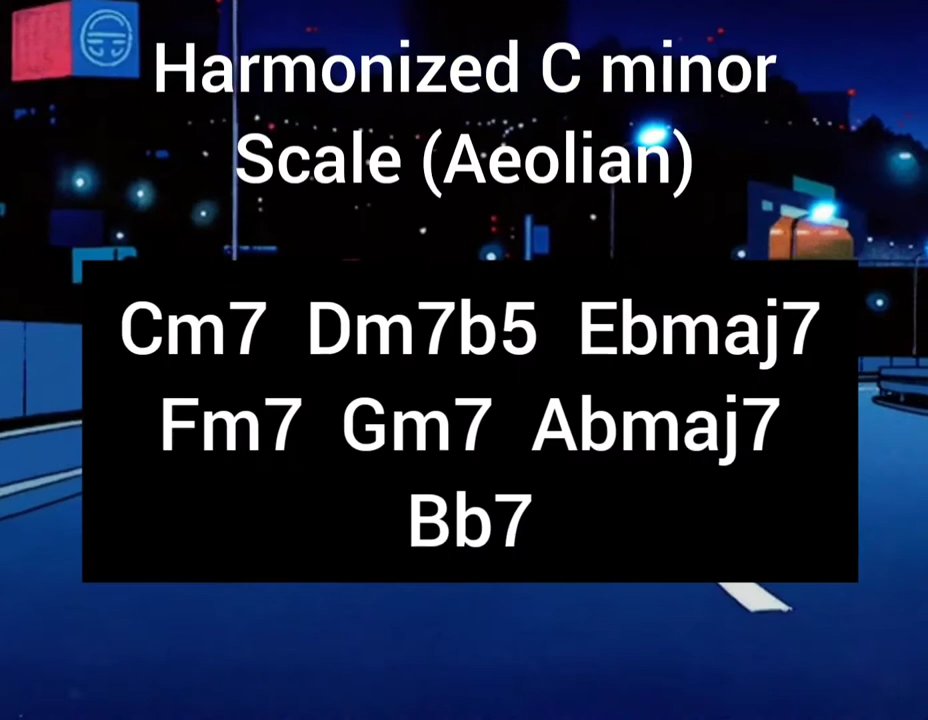 Harmonized C minor
Scale (Aeolian)
Cm7 Dm7b5 Ebmaj7
Fm7 Gm7 Abmaj7
Bb7